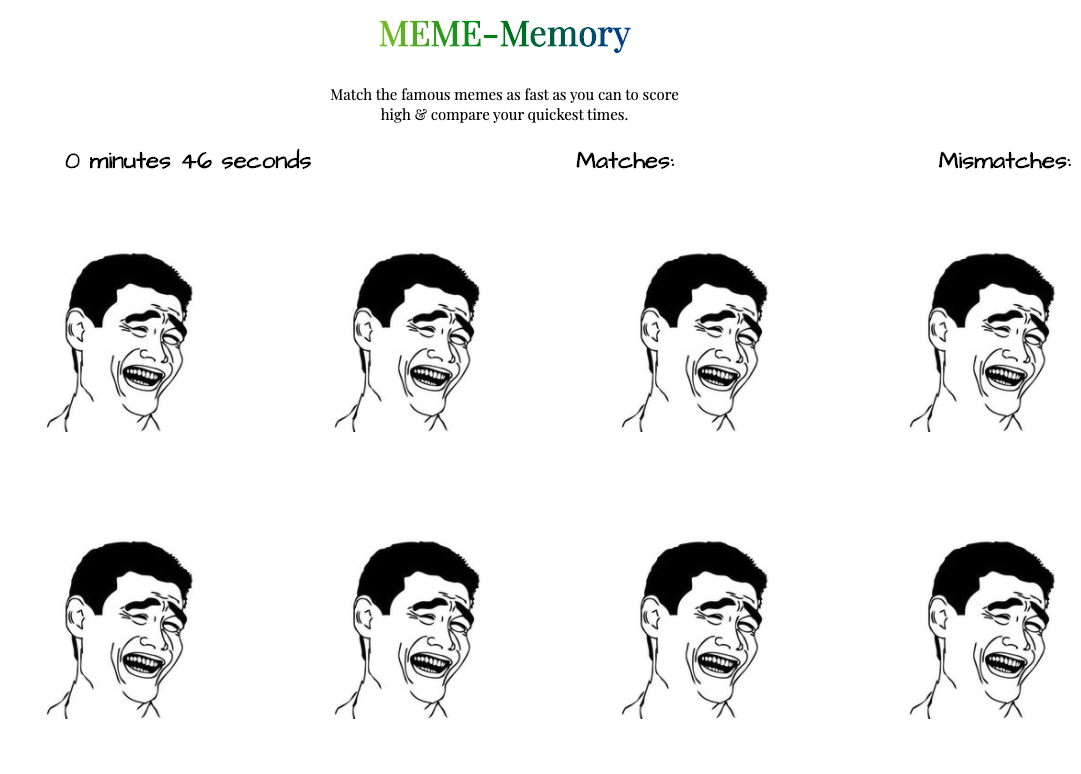 MEME-Memory
Match the famous memes as fast as you can to score
high & compare your quickest times.
0 minutes 46 seconds
Matches:
Mismatches: